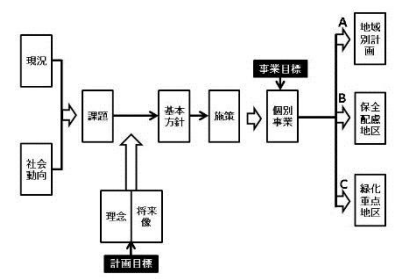 現況
社会
動向
課題
基本
方針
施策
事業目標
個別
事業
理念
将来
像
計画目標
A
地域
別計
画
B
保全
配慮
地区
C
緑化
重点
地区